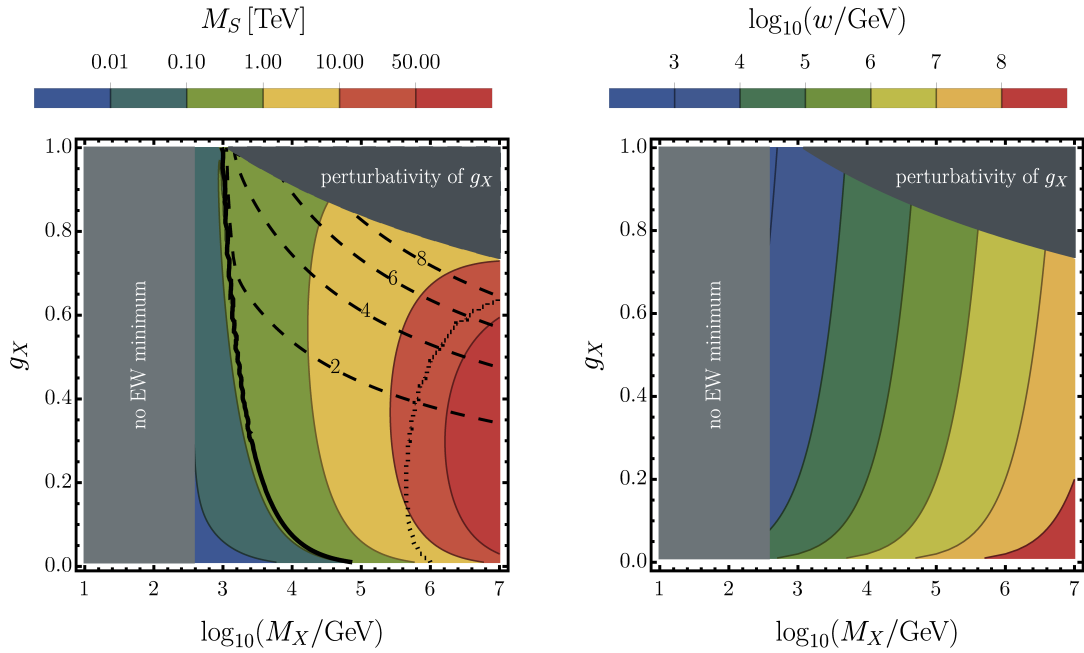 M_S [TeV]
0.01 0.10 1.00 10.00 50.00
1.0
0.8
0.6
0.4
0.2
0.0
g_X
no EW minimum
perturbativity of g_X
8
6
4
2
1 2 3 4 5 6 7
log₁₀(M_X/GeV)
log₁₀(w/GeV)
3 4 5 6 7 8
1.0
0.8
0.6
0.4
0.2
0.0
g_X
no EW minimum
perturbativity of g_X
1 2 3 4 5 6 7
log₁₀(M_X/GeV)